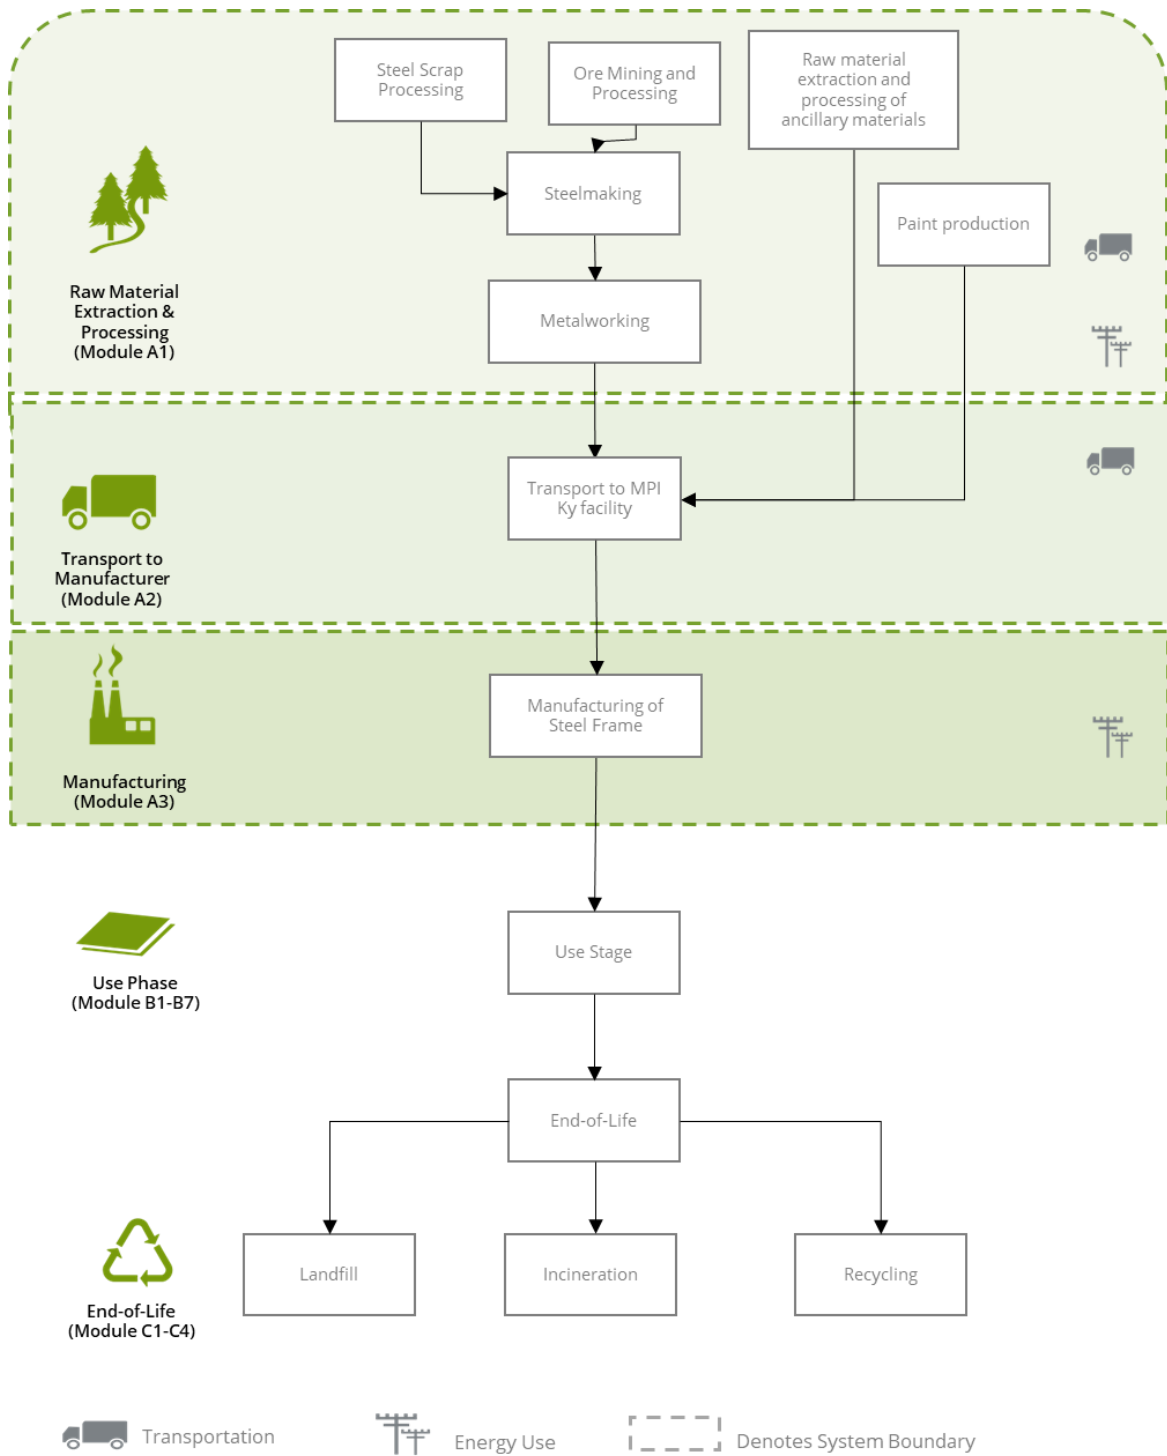 Steel Scrap
Processing
Ore Mining and
Processing
Raw material
extraction and
processing of
ancillary materials
Steelmaking
Paint production
Raw Material
Extraction &
Processing
(Module A1)
Metalworking
Transport to MPI
Ky facility
Transport to
Manufacturer
(Module A2)
Manufacturing of
Steel Frame
Manufacturing
(Module A3)
Use Stage
Use Phase
(Module B1-B7)
End-of-Life
Landfill
Incineration
Recycling
End-of-Life
(Module C1-C4)
Transportation
Energy Use
Denotes System Boundary